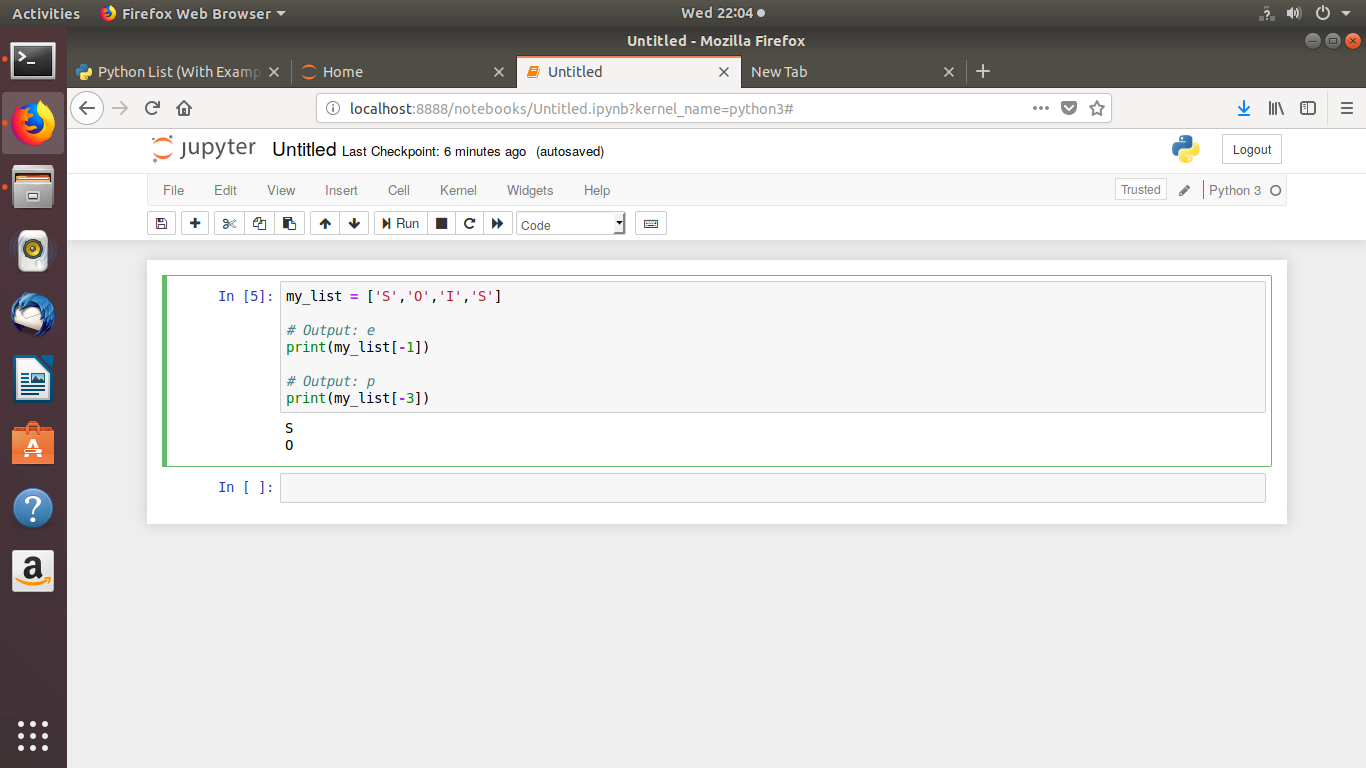 Activities Firefox Web Browser Wed 22:04
Untitled - Mozilla Firefox
Python List (With Examp Home Untitled New Tab
localhost:8888/notebooks/Untitled.ipynb?kernel_name=python3#
jupyter Untitled Last Checkpoint: 6 minutes ago (autosaved) Logout
File Edit View Insert Cell Kernel Widgets Help Trusted Python 3
Run Code
In [5]: my_list = ['S','O','I','S']
# Output: e
print(my_list[-1])
# Output: p
print(my_list[-3])
S
O
In [ ]: